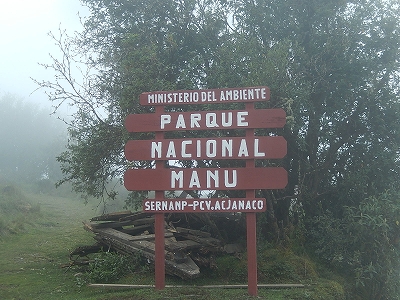 MINISTERIO DEL AMBIENTE
PARQUE
NACIONAL
MANU
SERNANP-PCV.ACJANACO